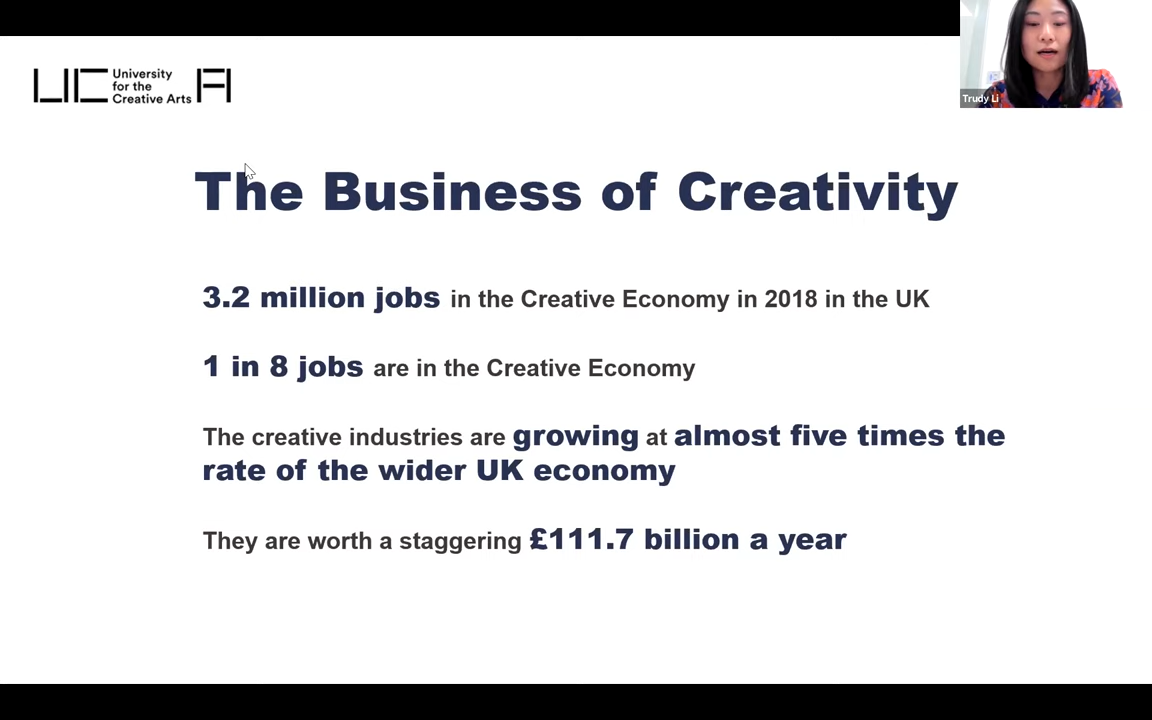 UCA
University
for the
Creative Arts
Trudy Li
The Business of Creativity
3.2 million jobs in the Creative Economy in 2018 in the UK
1 in 8 jobs are in the Creative Economy
The creative industries are growing at almost five times the
rate of the wider UK economy
They are worth a staggering £111.7 billion a year